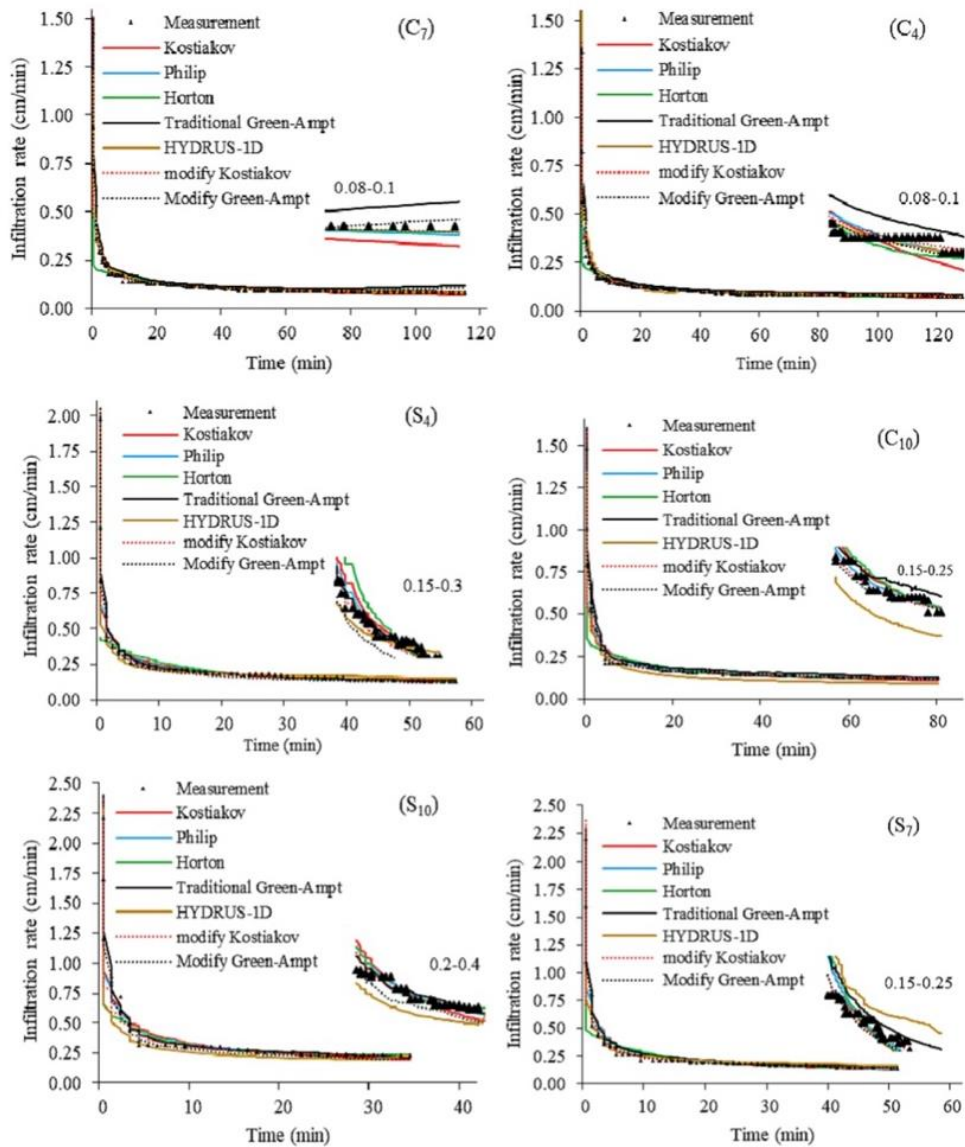 (C7)
Measurement
Kostiakov
Philip
Horton
Traditional Green-Ampt
HYDRUS-1D
modify Kostiakov
Modify Green-Ampt
0.08-0.1
Infiltration rate (cm/min)
1.50
1.25
1.00
0.75
0.50
0.25
0.00
0 20 40 60 80 100 120
Time (min)
(C4)
Measurement
Kostiakov
Philip
Horton
Traditional Green-Ampt
HYDRUS-1D
modify Kostiakov
Modify Green-Ampt
0.08-0.1
Infiltration rate (cm/min)
1.50
1.25
1.00
0.75
0.50
0.25
0.00
0 20 40 60 80 100 120
Time (min)
(S4)
Measurement
Kostiakov
Philip
Horton
Traditional Green-Ampt
HYDRUS-1D
modify Kostiakov
Modify Green-Ampt
0.15-0.3
Infiltration rate (cm/min)
2.00
1.75
1.50
1.25
1.00
0.75
0.50
0.25
0.00
0 10 20 30 40 50 60
Time (min)
(C10)
Measurement
Kostiakov
Philip
Horton
Traditional Green-Ampt
HYDRUS-1D
modify Kostiakov
Modify Green-Ampt
0.15-0.25
Infiltration rate (cm/min)
1.50
1.25
1.00
0.75
0.50
0.25
0.00
0 20 40 60 80
Time (min)
(S10)
Measurement
Kostiakov
Philip
Horton
Traditional Green-Ampt
HYDRUS-1D
modify Kostiakov
Modify Green-Ampt
0.2-0.4
Infiltration rate (cm/min)
2.50
2.25
2.00
1.75
1.50
1.25
1.00
0.75
0.50
0.25
0.00
0 10 20 30 40
Time (min)
(S7)
Measurement
Kostiakov
Philip
Horton
Traditional Green-Ampt
HYDRUS-1D
modify Kostiakov
Modify Green-Ampt
0.15-0.25
Infiltration rate (cm/min)
2.50
2.25
2.00
1.75
1.50
1.25
1.00
0.75
0.50
0.25
0.00
0 10 20 30 40 50 60
Time (min)